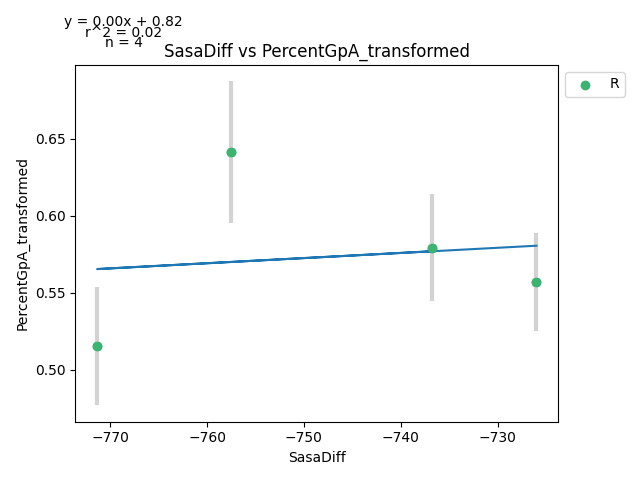 y = 0.00x + 0.82
r^2 = 0.02
n = 4
SasaDiff vs PercentGpA_transformed
R
PercentGpA_transformed
0.65
0.60
0.55
0.50
−770
−760
−750
−740
−730
SasaDiff